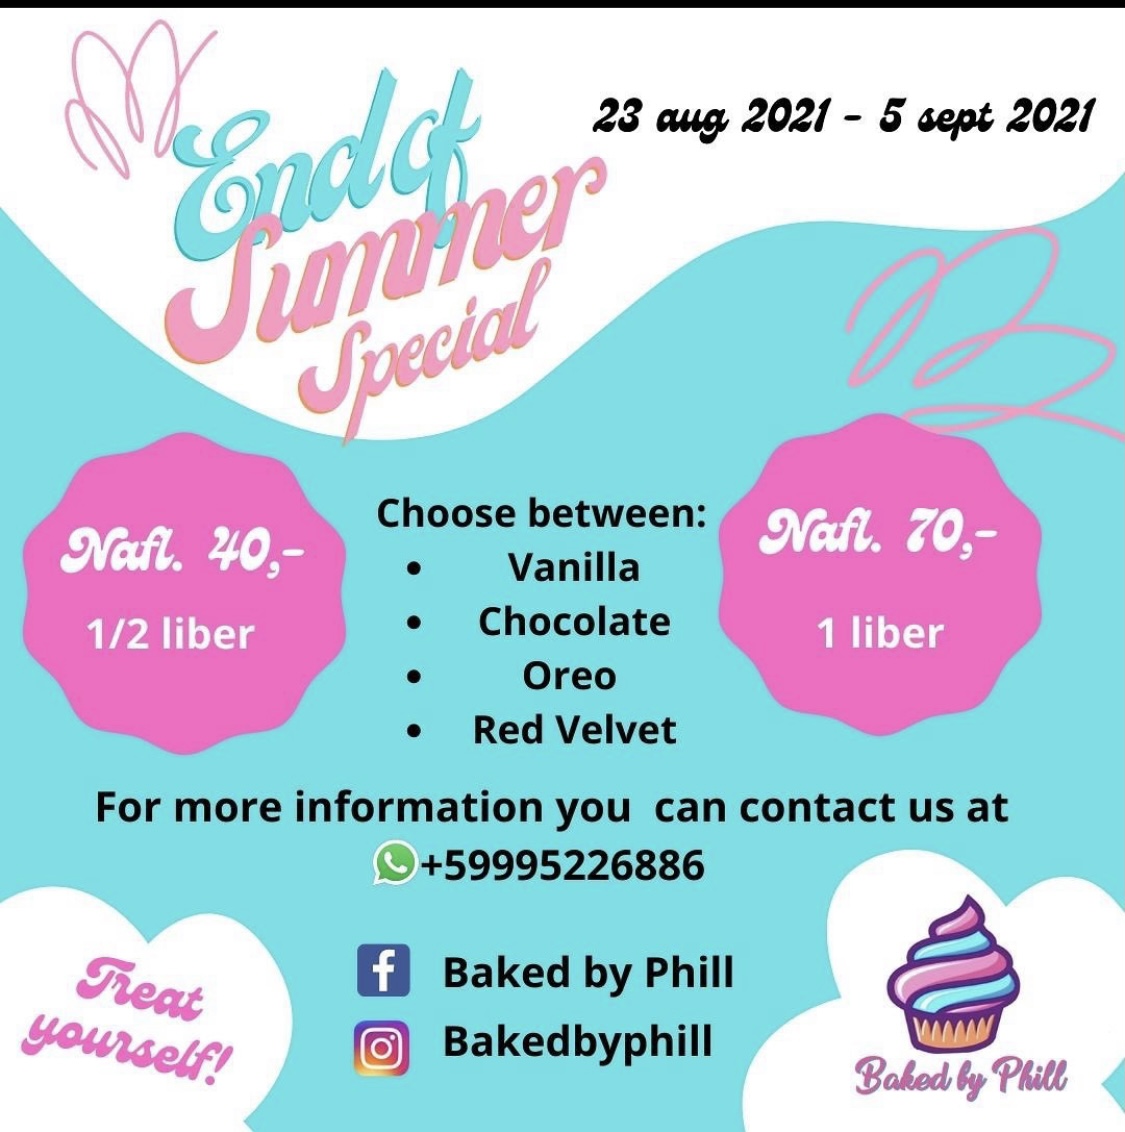 End of
Summer
Special
23 aug 2021 - 5 sept 2021
Nafl. 40,-
1/2 liber
Choose between:
• Vanilla
• Chocolate
• Oreo
• Red Velvet
Nafl. 70,-
1 liber
For more information you can contact us at
+59995226886
Baked by Phill
Bakedbyphill
Treat
yourself!
Baked by Phill